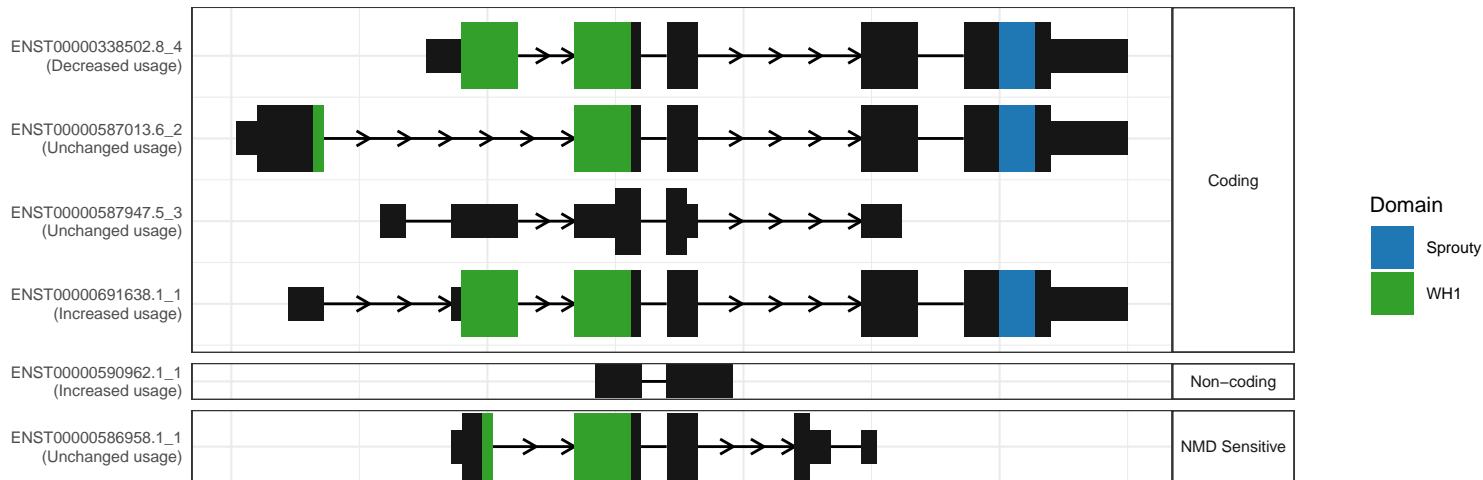 ENST00000338502.8_4
(Decreased usage)
ENST00000587013.6_2
(Unchanged usage)
ENST00000587947.5_3
(Unchanged usage)
ENST00000691638.1_1
(Increased usage)
Coding
ENST00000590962.1_1
(Increased usage)
Non−coding
ENST00000586958.1_1
(Unchanged usage)
NMD Sensitive
Domain
Sprouty
WH1